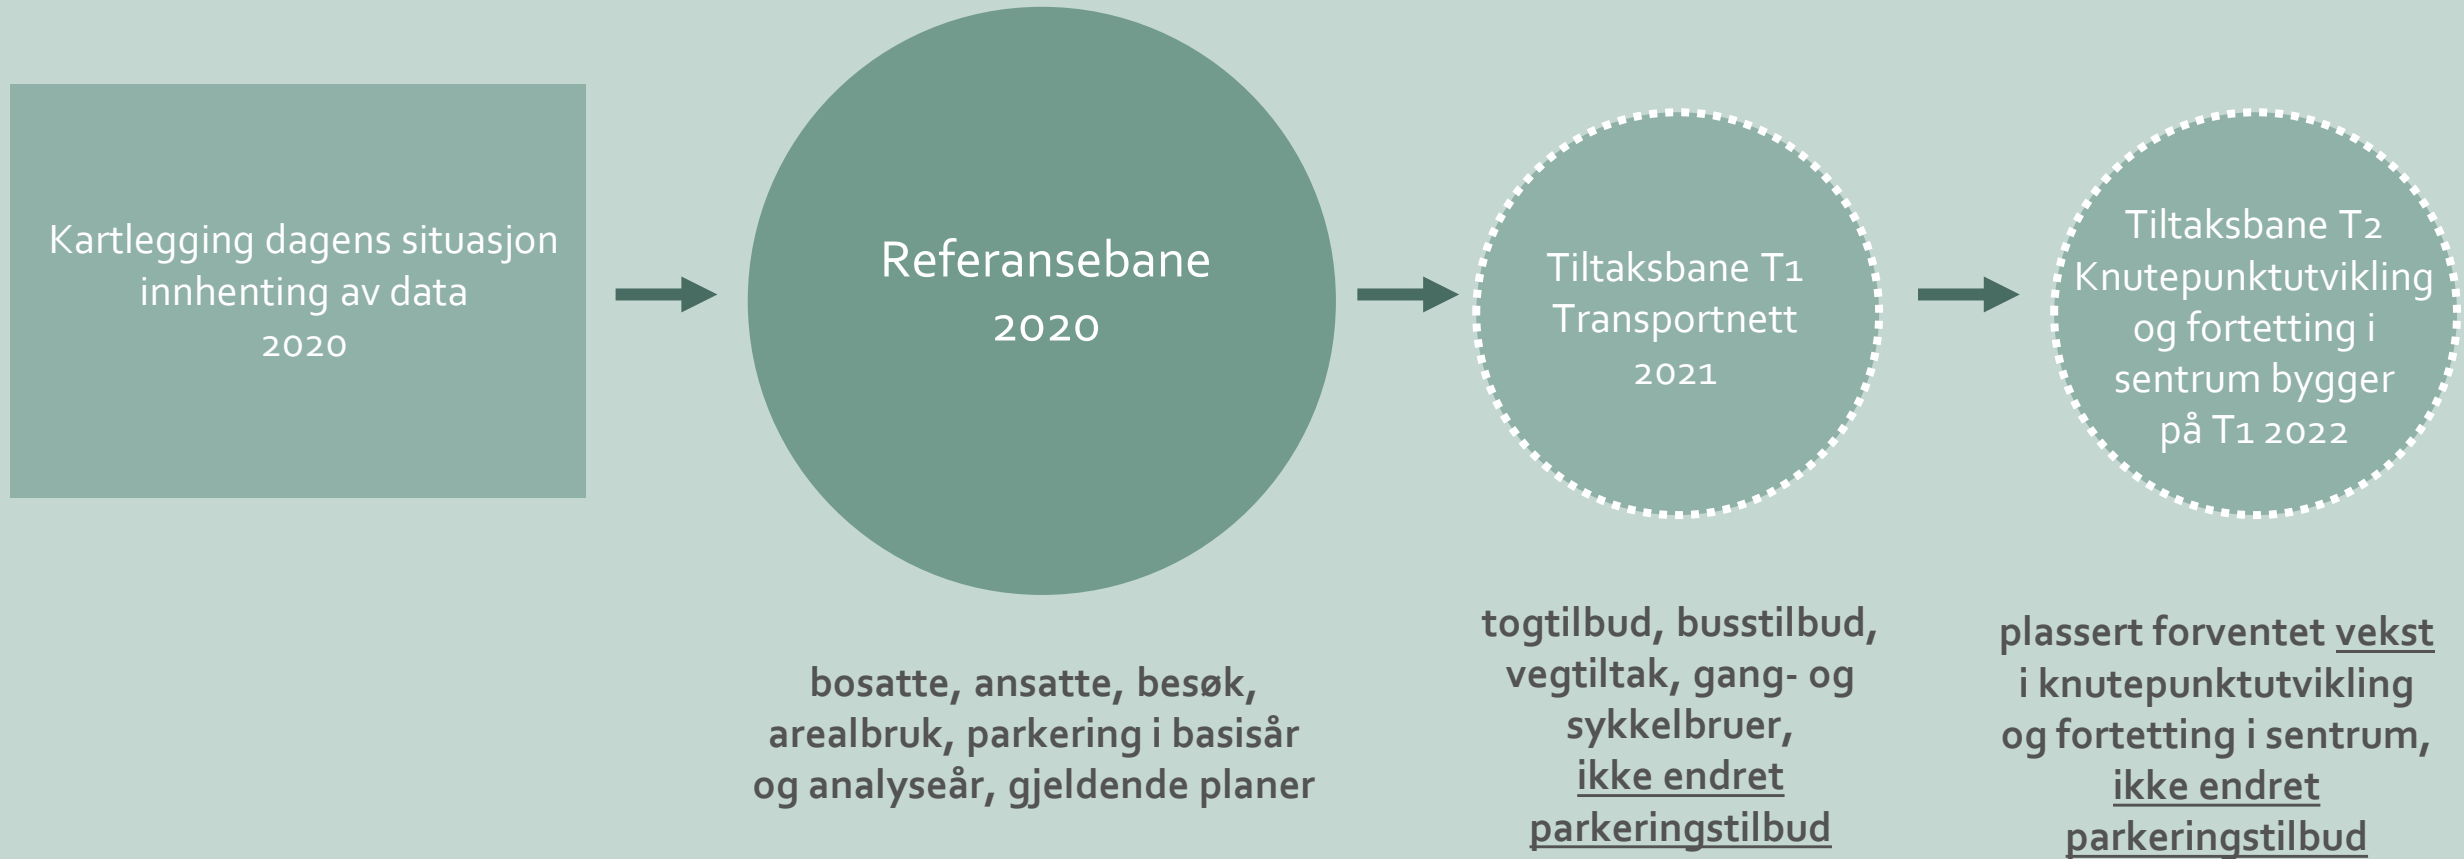 Kartlegging dagens situasjon
innhenting av data
2020
Referansebane
2020
bosatte, ansatte, besøk,
arealbruk, parkering i basisår
og analyseår, gjeldende planer
Tiltaksbane T1
Transportnett
2021
togtilbud, busstilbud,
vegtiltak, gang- og
sykkelbruer,
ikke endret
parkeringstilbud
Tiltaksbane T2
Knutepunktutvikling
og fortetting i
sentrum bygger
på T1 2022
plassert forventet vekst
i knutepunktutvikling
og fortetting i sentrum,
ikke endret
parkeringstilbud